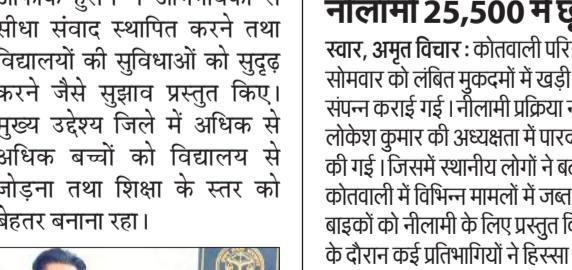 सीधा संवाद स्थापित करने तथा
विद्यालयों की सुविधाओं को सुदृढ़
करने जैसे सुझाव प्रस्तुत किए।
मुख्य उद्देश्य जिले में अधिक से
अधिक बच्चों को विद्यालय से
जोड़ना तथा शिक्षा के स्तर को
बेहतर बनाना रहा।
नीलामी 25,500 में
स्वार, अमृत विचार : कोतवाली
सोमवार को लंबित मुकदमों में खड़ी
संपन्न कराई गई। नीलामी प्रक्रिया
लोकेश कुमार की अध्यक्षता में
की गई। जिसमें स्थानीय लोगों ने
कोतवाली में विभिन्न मामलों में जब्त
बाइकों को नीलामी के लिए प्रस्तुत
के दौरान कई प्रतिभागियों ने हिस्सा